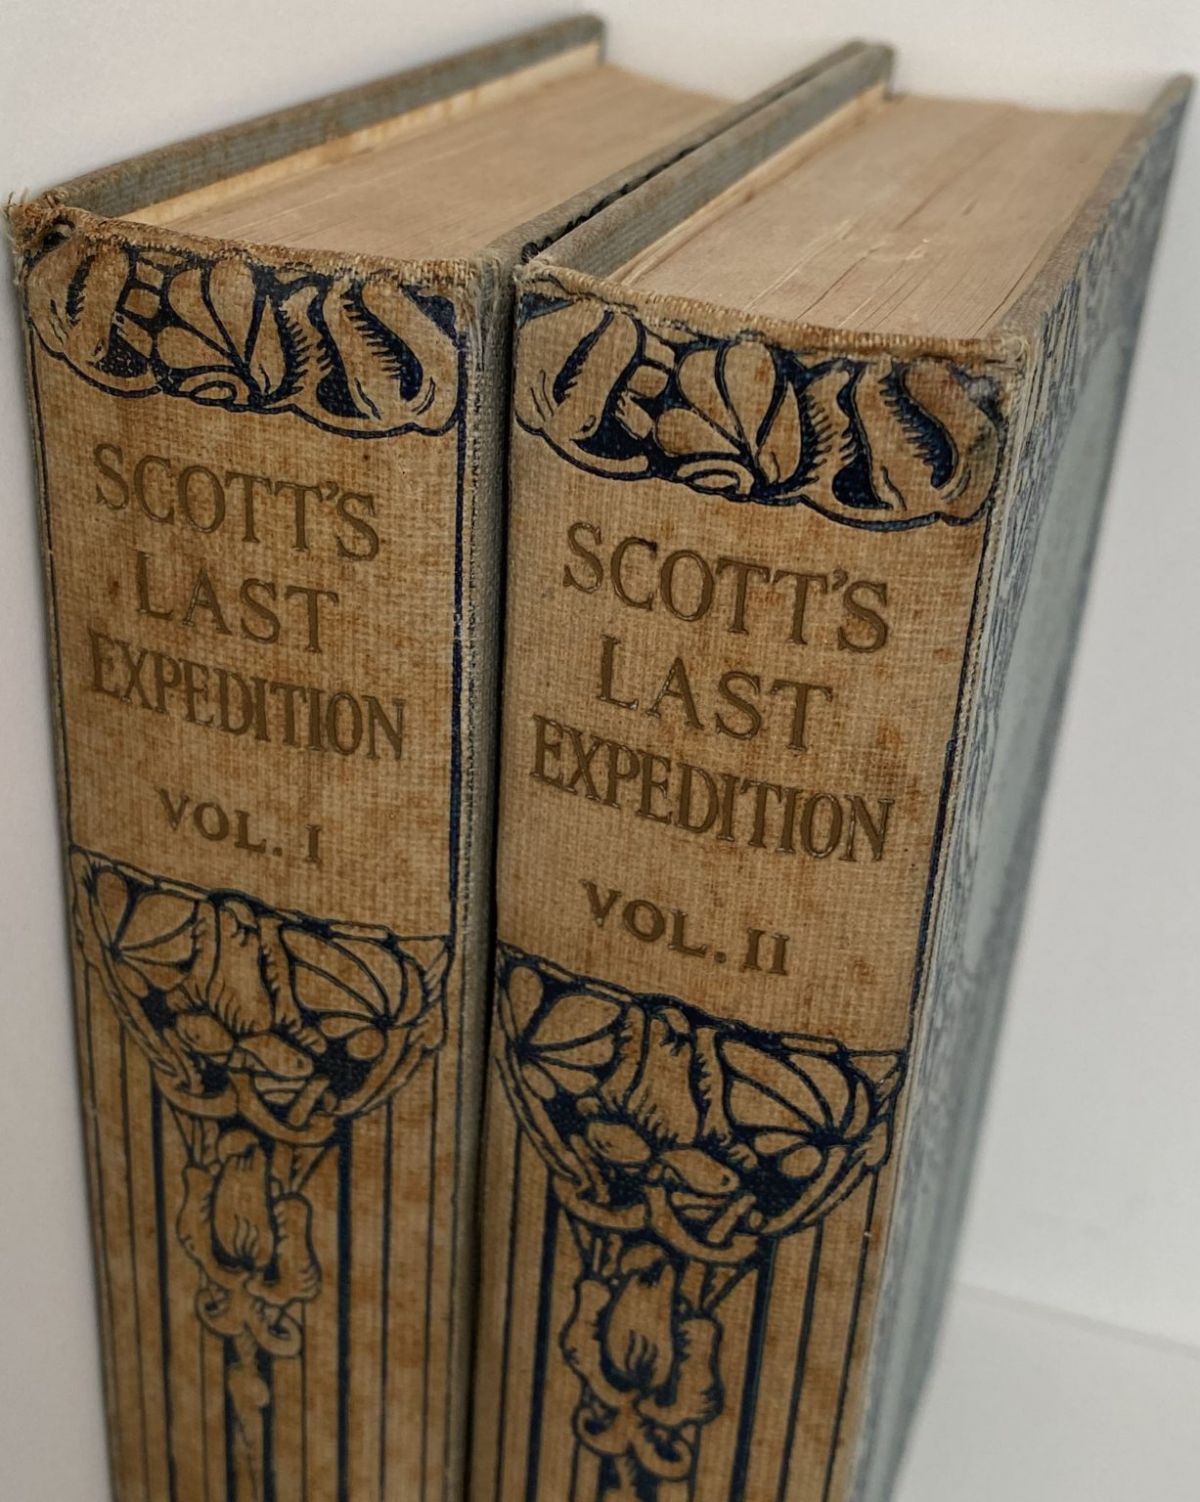 SCOTT'S
LAST
EXPEDITION
VOL. I
SCOTT'S
LAST
EXPEDITION
VOL. II